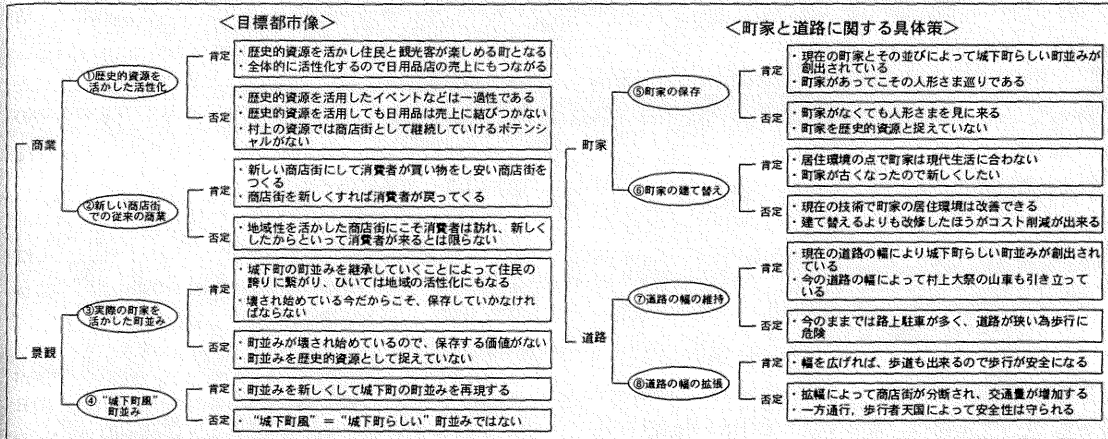 ＜目標都市像＞
商業
①歴史的資源を
活かした活性化
肯定
・歴史的資源を活かし住民と観光客が楽しめる町となる
・全体的に活性化するので日用品店の売上にもつながる
否定
・歴史的資源を活用したイベントなどは一過性である
・歴史的資源を活用しても日用品は売上に結びつかない
・村上の資源では商店街として継続していけるポテンシ
ャルがない
②新しい商店街
での従来の商業
肯定
・新しい商店街にして消費者が買い物をし安い商店街を
つくる
・商店街を新しくすれば消費者が戻ってくる
否定
・地域性を活かした商店街にこそ消費者は訪れ、新しく
したからといって消費者が来るとは限らない
景観
③実際の町家を
活かした町並み
肯定
・城下町の町並みを継承していくことによって住民の
誇りに繋がり、ひいては地域の活性化にもなる
・壊され始めている今だからこそ、保存していかなけれ
ばならない
否定
・町並みが壊され始めているので、保存する価値がない
・町並みを歴史的資源として捉えていない
④“城下町風”
町並み
肯定
・町並みを新しくして城下町の町並みを再現する
否定
・“城下町風”＝“城下町らしい”町並みではない
＜町家と道路に関する具体策＞
町家
⑤町家の保存
肯定
・現在の町家とその並びによって城下町らしい町並みが
創出されている
・町家があってこその人形さま巡りである
否定
・町家がなくても人形さまを見に来る
・町家を歴史的資源と捉えていない
⑥町家の建て替え
肯定
・居住環境の点で町家は現代生活に合わない
・町家が古くなったので新しくしたい
否定
・現在の技術で町家の居住環境は改善できる
・建て替えるよりも改修したほうがコスト削減が出来る
道路
⑦道路の幅の維持
肯定
・現在の道路の幅により城下町らしい町並みが創出され
ている
・今の道路の幅によって村上大祭の山車も引き立って
いる
否定
・今のままでは路上駐車が多く、道路が狭い為歩行に
危険
⑧道路の幅の拡張
肯定
・幅を広げれば、歩道も出来るので歩行が安全になる
否定
・拡幅によって商店街が分断され、交通量が増加する
・一方通行、歩行者天国によって安全性は守られる